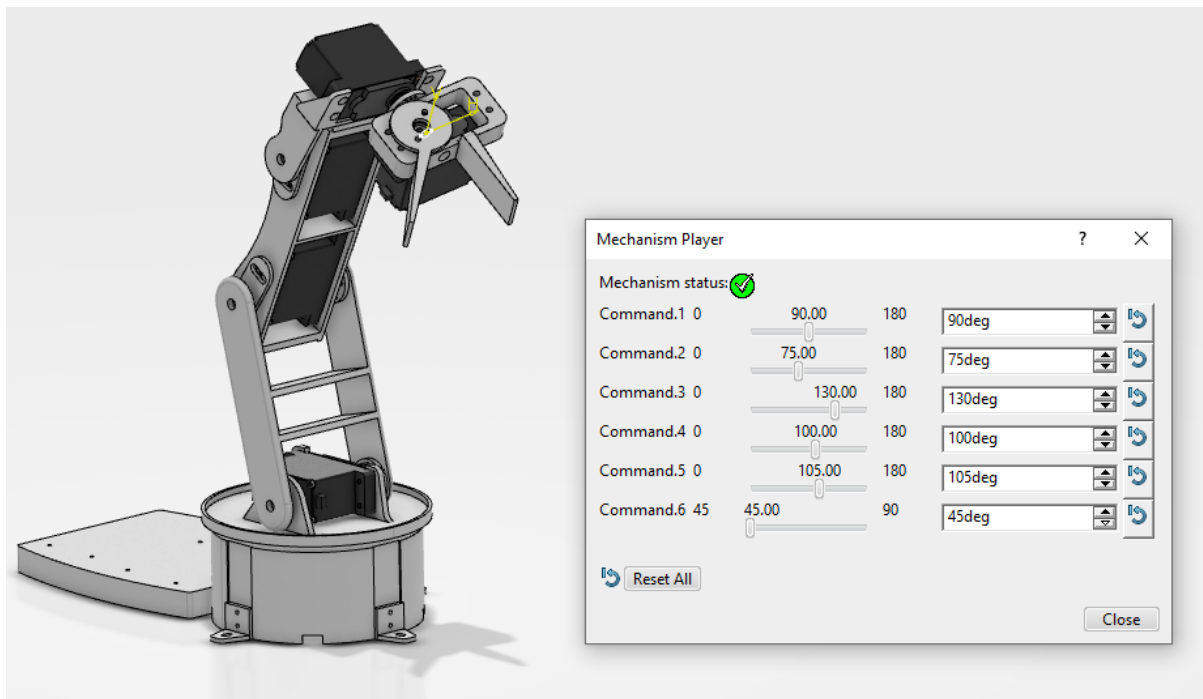 Mechanism Player ?
Mechanism status:
Command.1 0 90.00 180 90deg
Command.2 0 75.00 180 75deg
Command.3 0 130.00 180 130deg
Command.4 0 100.00 180 100deg
Command.5 0 105.00 180 105deg
Command.6 45 45.00 90 45deg
Reset All
Close